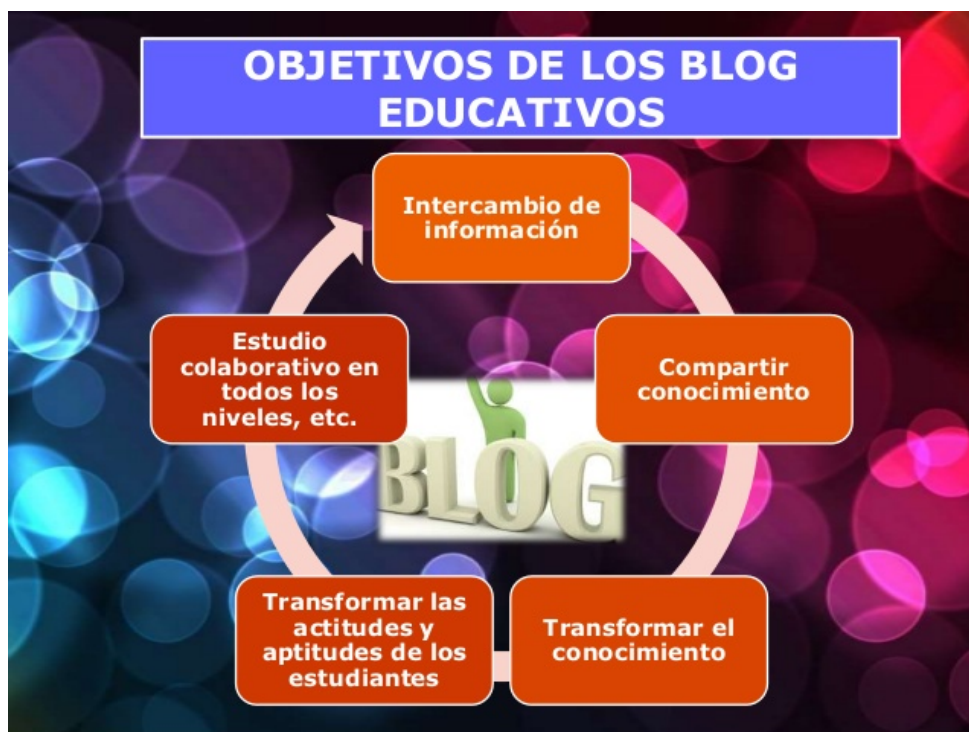 OBJETIVOS DE LOS BLOG
EDUCATIVOS
Intercambio de
información
Compartir
conocimiento
Transformar el
conocimiento
Transformar las
actitudes y
aptitudes de los
estudiantes
Estudio
colaborativo en
todos los
niveles, etc.
BLOG